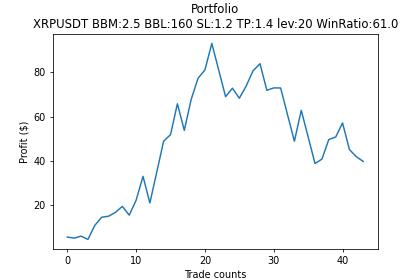 Portfolio
XRPUSDT BBM:2.5 BBL:160 SL:1.2 TP:1.4 lev:20 WinRatio:61.0
80
60
40
20
Profit ($)
0 10 20 30 40
Trade counts